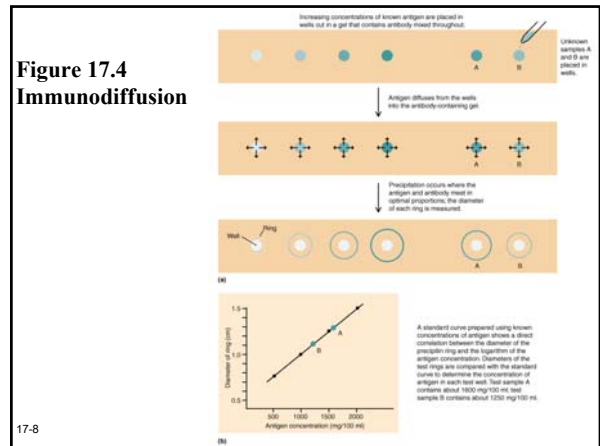 Figure 17.4
Immunodiffusion
Increasing concentrations of known antigen are placed in
wells cut in a gel that contains antibody mixed throughout.
Unknown
samples A
and B are
placed in
wells.
A
B
Antigen diffuses from the wells
into the antibody-containing gel.
A
B
Precipitation occurs where the
antigen and antibody meet in
optimal proportions; the diameter
of each ring is measured.
Ring
Well
A
B
(a)
Diameter of ring (cm)
1.5
1.0
0.5
A
B
500 1000 1500 2000
Antigen concentration (mg/100 ml)
(b)
A standard curve prepared using known
concentrations of antigen shows a direct
correlation between the diameter of the
precipitin ring and the logarithm of the
antigen concentration. Diameters of the
test rings are compared with the standard
curve to determine the concentration of
antigen in each test well. Test sample A
contains about 1600 mg/100 ml; test
sample B contains about 1250 mg/100 ml.
17-8